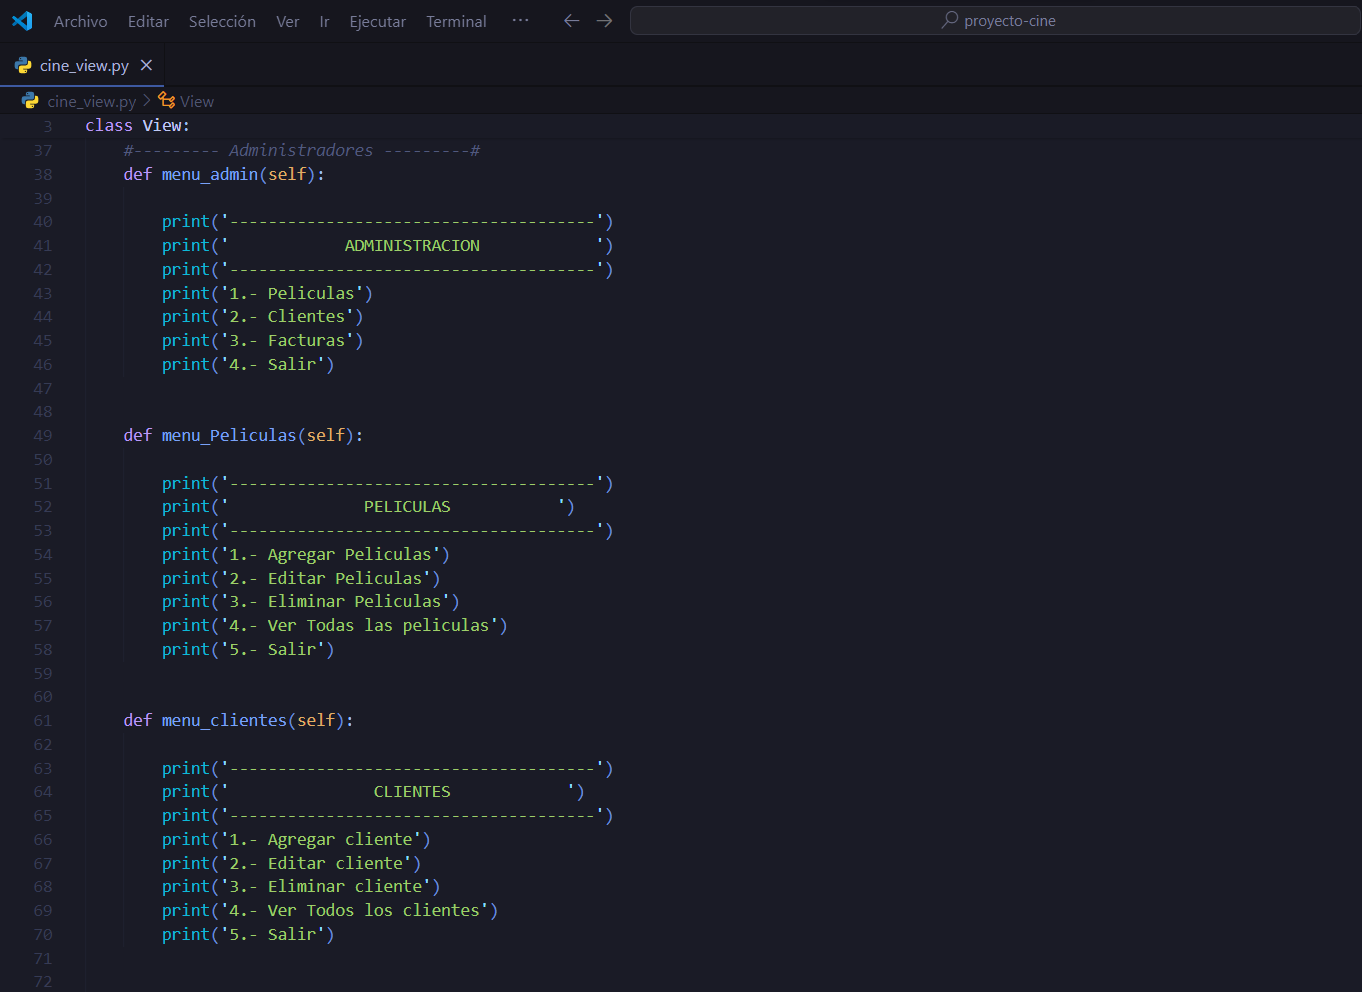 Archivo Editar Selección Ver Ir Ejecutar Terminal ··· proyecto-cine
cine_view.py
cine_view.py > View
3 class View:
37     #--------- Administradores ---------#
38     def menu_admin(self):
39
40         print('--------------------------------------')
41         print('            ADMINISTRACION            ')
42         print('--------------------------------------')
43         print('1.- Peliculas')
44         print('2.- Clientes')
45         print('3.- Facturas')
46         print('4.- Salir')
47
48
49     def menu_Peliculas(self):
50
51         print('--------------------------------------')
52         print('              PELICULAS           ')
53         print('--------------------------------------')
54         print('1.- Agregar Peliculas')
55         print('2.- Editar Peliculas')
56         print('3.- Eliminar Peliculas')
57         print('4.- Ver Todas las peliculas')
58         print('5.- Salir')
59
60
61     def menu_clientes(self):
62
63         print('--------------------------------------')
64         print('               CLIENTES            ')
65         print('--------------------------------------')
66         print('1.- Agregar cliente')
67         print('2.- Editar cliente')
68         print('3.- Eliminar cliente')
69         print('4.- Ver Todos los clientes')
70         print('5.- Salir')
71
72